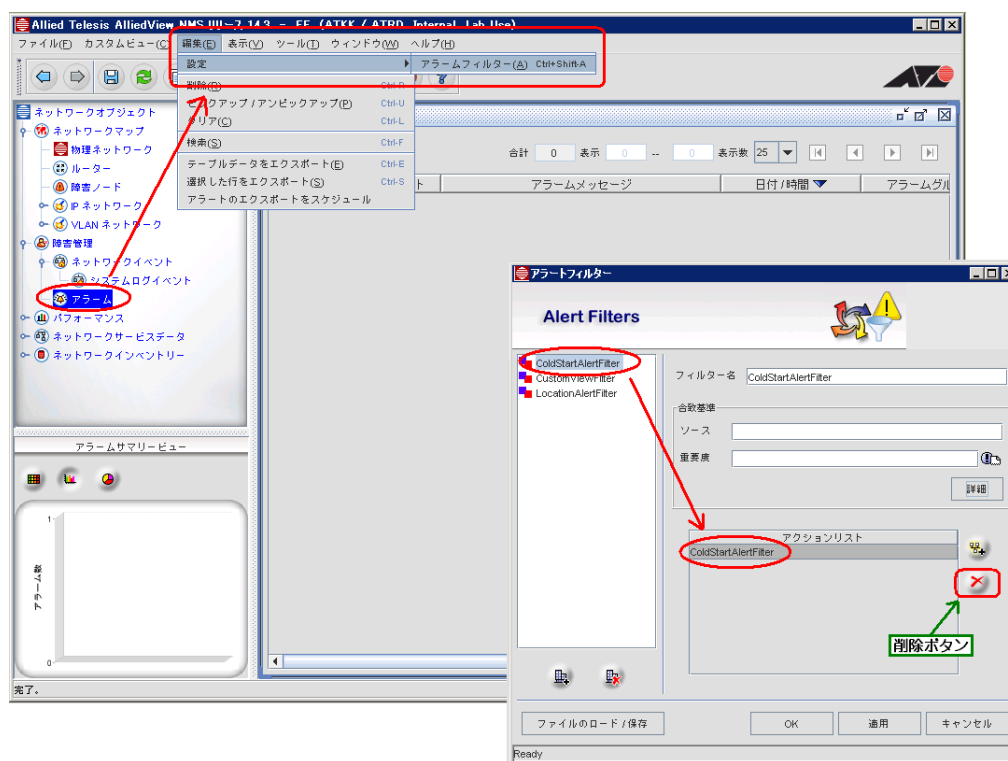 Allied Telesis AlliedView NMS
ファイル(F) カスタムビュー(C) 編集(E) 表示(V) ツール(T) ウィンドウ(W) ヘルプ(H)
設定
アラームフィルター(A) Ctrl+Shift-A
削除(R) Ctrl-R
ピックアップ/アンピックアップ(P) Ctrl-U
クリア(C) Ctrl-L
検索(S) Ctrl-F
テーブルデータをエクスポート(E) Ctrl-E
選択した行をエクスポート(S) Ctrl-S
アラートのエクスポートをスケジュール
ネットワークオブジェクト
ネットワークマップ
物理ネットワーク
ルーター
障害ノード
IP ネットワーク
VLAN ネットワーク
障害管理
ネットワークイベント
システムログイベント
アラーム
パフォーマンス
ネットワークサービスデータ
ネットワークインベントリー
合計 0 表示 0 -- 0 表示数 25
ト アラームメッセージ 日付/時間 アラームグル
アラームサマリービュー
1
アラーム数
0
完了。
アラートフィルター
Alert Filters
ColdStartAlertFilter
CustomViewFilter
LocationAlertFilter
フィルター名 ColdStartAlertFilter
合致基準
ソース
重要度
詳細
アクションリスト
ColdStartAlertFilter
削除ボタン
ファイルのロード/保存 OK 適用 キャンセル
Ready